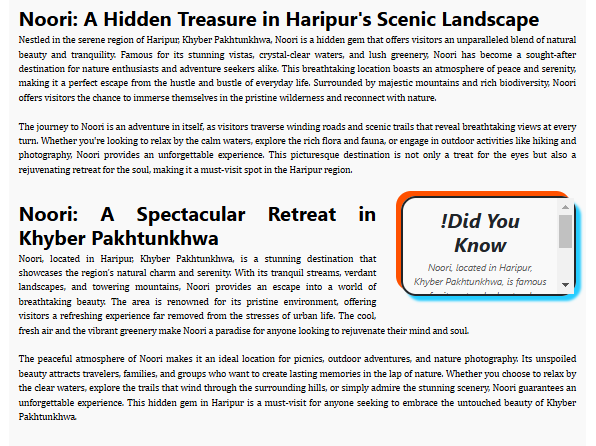 Noori: A Hidden Treasure in Haripur's Scenic Landscape
Nestled in the serene region of Haripur, Khyber Pakhtunkhwa, Noori is a hidden gem that offers visitors an unparalleled blend of natural
beauty and tranquility. Famous for its stunning vistas, crystal-clear waters, and lush greenery, Noori has become a sought-after
destination for nature enthusiasts and adventure seekers alike. This breathtaking location boasts an atmosphere of peace and serenity,
making it a perfect escape from the hustle and bustle of everyday life. Surrounded by majestic mountains and rich biodiversity, Noori
offers visitors the chance to immerse themselves in the pristine wilderness and reconnect with nature.
The journey to Noori is an adventure in itself, as visitors traverse winding roads and scenic trails that reveal breathtaking views at every
turn. Whether you're looking to relax by the calm waters, explore the rich flora and fauna, or engage in outdoor activities like hiking and
photography, Noori provides an unforgettable experience. This picturesque destination is not only a treat for the eyes but also a
rejuvenating retreat for the soul, making it a must-visit spot in the Haripur region.
Noori: A Spectacular Retreat in
Khyber Pakhtunkhwa
Noori, located in Haripur, Khyber Pakhtunkhwa, is a stunning destination that
showcases the region's natural charm and serenity. With its tranquil streams, verdant
landscapes, and towering mountains, Noori provides an escape into a world of
breathtaking beauty. The area is renowned for its pristine environment, offering
visitors a refreshing experience far removed from the stresses of urban life. The cool,
fresh air and the vibrant greenery make Noori a paradise for anyone looking to rejuvenate their mind and soul.
!Did You
Know
Noori, located in Haripur,
Khyber Pakhtunkhwa, is famous
The peaceful atmosphere of Noori makes it an ideal location for picnics, outdoor adventures, and nature photography. Its unspoiled
beauty attracts travelers, families, and groups who want to create lasting memories in the lap of nature. Whether you choose to relax by
the clear waters, explore the trails that wind through the surrounding hills, or simply admire the stunning scenery, Noori guarantees an
unforgettable experience. This hidden gem in Haripur is a must-visit for anyone seeking to embrace the untouched beauty of Khyber
Pakhtunkhwa.